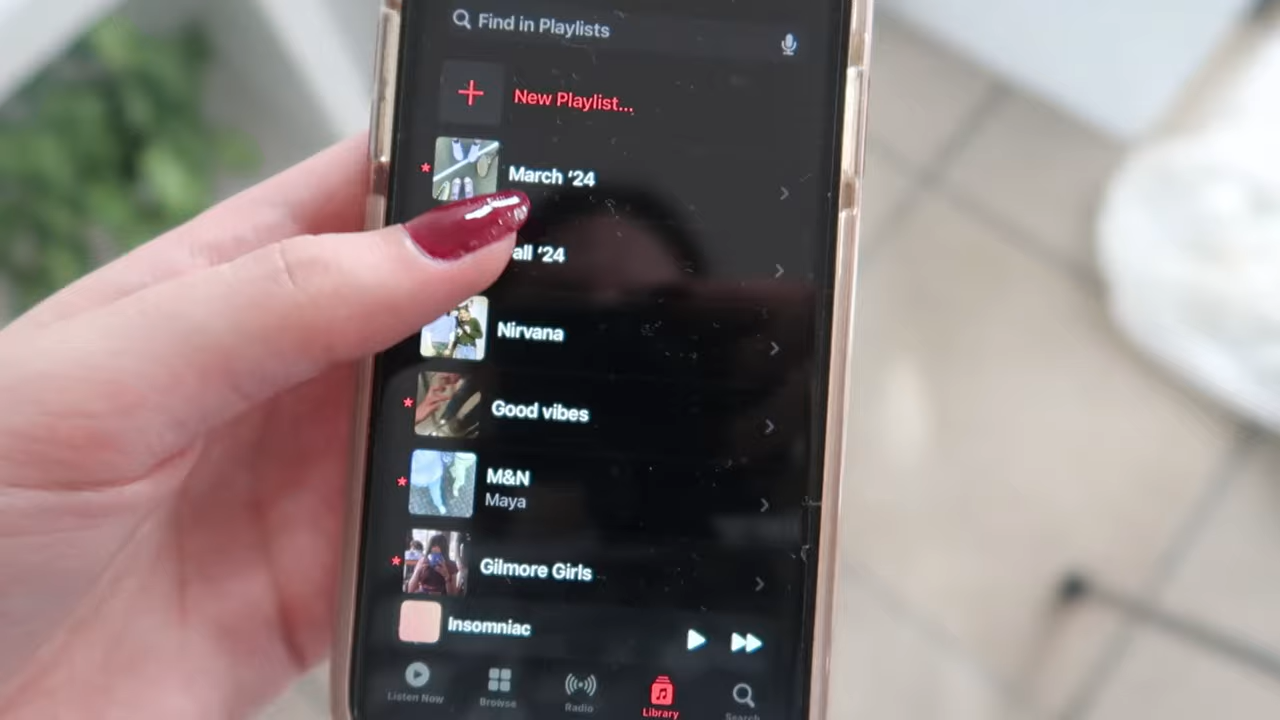 Find in Playlists
New Playlist...
March ‘24
all ‘24
Nirvana
Good vibes
M&N
Maya
Gilmore Girls
Insomniac
Listen Now
Browse
Radio
Library
Search